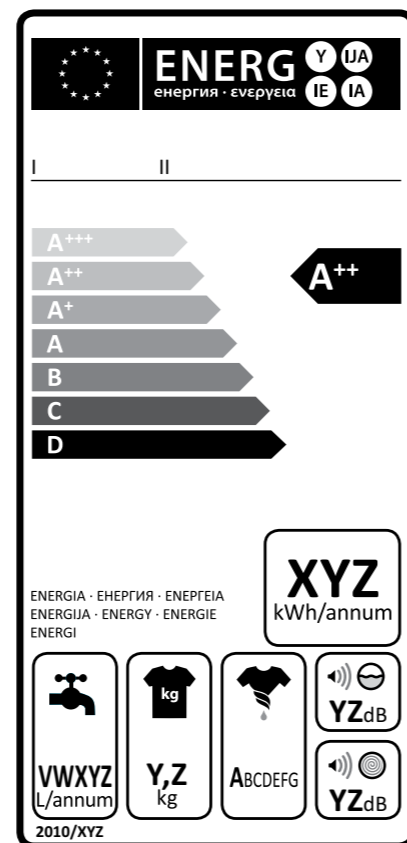 ENERG Y IJA
енергия · ενεργεια IE IA
I II
A+++
A++ A++
A+
A
B
C
D
XYZ
kWh/annum
ENERGIA · ЕНЕРГИЯ · ΕΝΕΡΓΕΙΑ
ENERGIJA · ENERGY · ENERGIE
ENERGI
kg
YZdB
VWXYZ Y,Z ABCDEFG
L/annum kg
YZdB
2010/XYZ